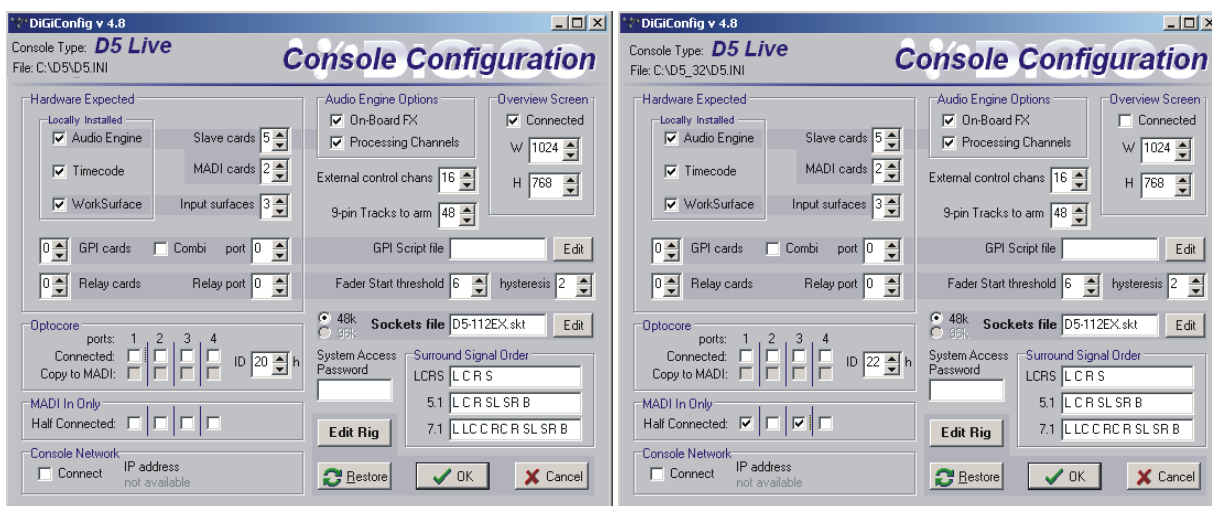 DiGiConfig v 4.8
Console Type: D5 Live
File: C:\D5\D5.INI
Console Configuration
Hardware Expected
Locally Installed
Audio Engine
Slave cards 5
Timecode
MADI cards 2
WorkSurface
Input surfaces 3
0 GPI cards Combi port 0
0 Relay cards Relay port 0
Audio Engine Options
On-Board FX
Processing Channels
External control chans 16
9-pin Tracks to arm 48
Overview Screen
Connected
W 1024
H 768
GPI Script file Edit
Fader Start threshold 6 hysteresis 2
48k
96k
Sockets file D5-112EX.skt Edit
Optocore
ports: 1 2 3 4
Connected:
Copy to MADI:
ID 20 h
MADI In Only
Half Connected:
Console Network
Connect
IP address
not available
System Access
Password
Surround Signal Order
LCRS L C R S
5.1 L C R SL SR B
7.1 L LC C RC R SL SR B
Edit Rig
Restore OK Cancel
DiGiConfig v 4.8
Console Type: D5 Live
File: C:\D5_32\D5.INI
Console Configuration
Hardware Expected
Locally Installed
Audio Engine
Slave cards 5
Timecode
MADI cards 2
WorkSurface
Input surfaces 3
0 GPI cards Combi port 0
0 Relay cards Relay port 0
Audio Engine Options
On-Board FX
Processing Channels
External control chans 16
9-pin Tracks to arm 48
Overview Screen
Connected
W 1024
H 768
GPI Script file Edit
Fader Start threshold 6 hysteresis 2
48k
96k
Sockets file D5-112EX.skt Edit
Optocore
ports: 1 2 3 4
Connected:
Copy to MADI:
ID 22 h
MADI In Only
Half Connected:
Console Network
Connect
IP address
not available
System Access
Password
Surround Signal Order
LCRS L C R S
5.1 L C R SL SR B
7.1 L LC C RC R SL SR B
Edit Rig
Restore OK Cancel